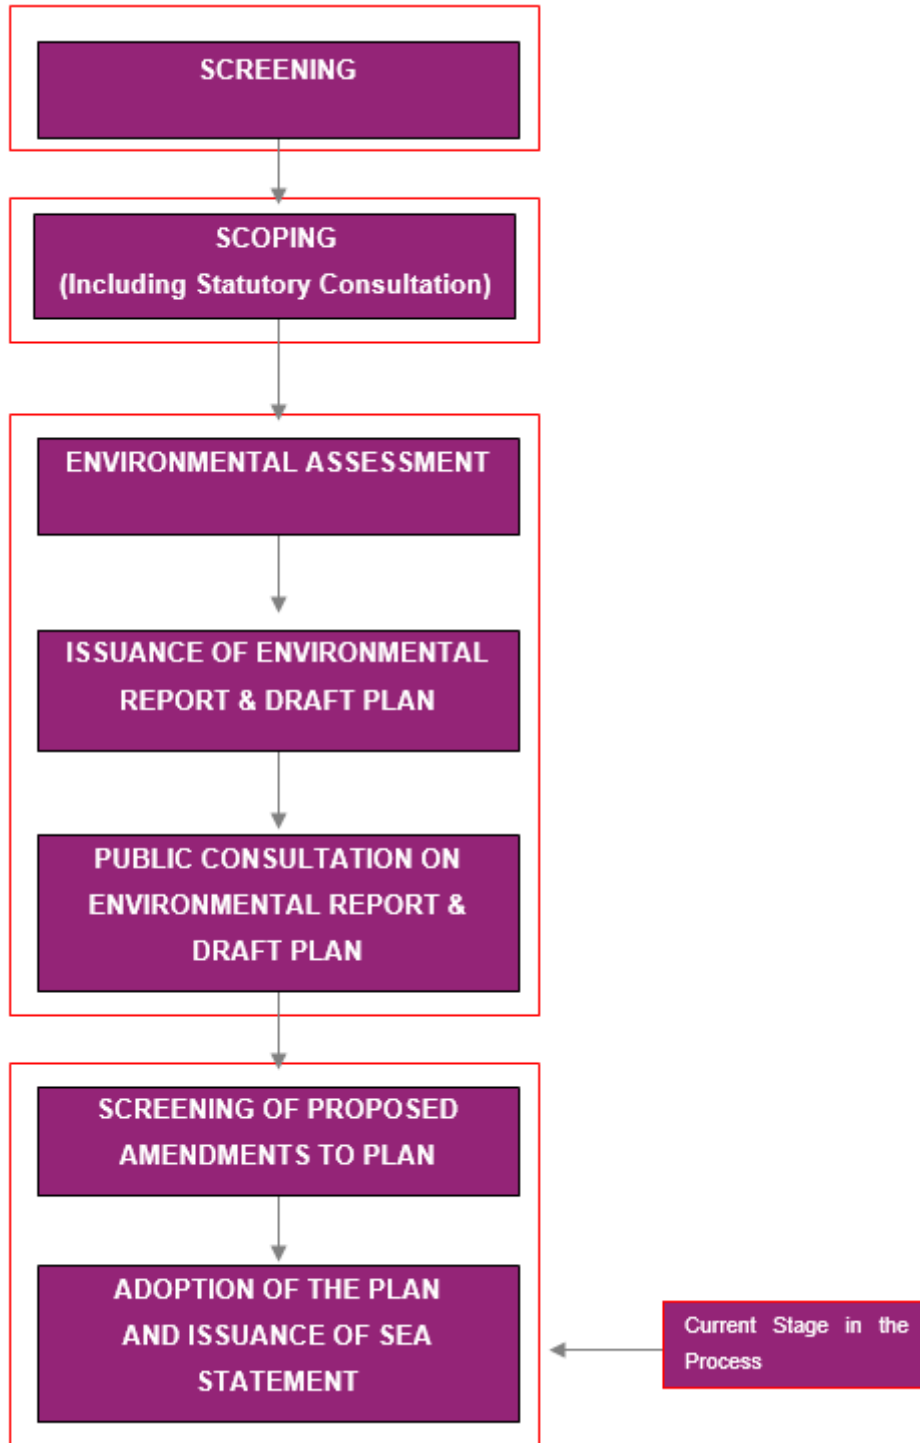 SCREENING
SCOPING
(Including Statutory Consultation)
ENVIRONMENTAL ASSESSMENT
ISSUANCE OF ENVIRONMENTAL
REPORT & DRAFT PLAN
PUBLIC CONSULTATION ON
ENVIRONMENTAL REPORT &
DRAFT PLAN
SCREENING OF PROPOSED
AMENDMENTS TO PLAN
ADOPTION OF THE PLAN
AND ISSUANCE OF SEA
STATEMENT
Current Stage in the
Process